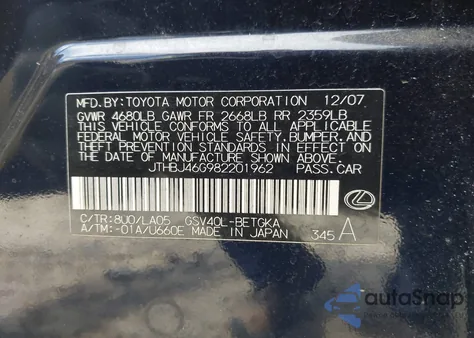 MFD.BY:TOYOTA MOTOR CORPORATION 12/07
GVWR 4680LB GAWR FR 2668LB RR 2359LB
THIS VEHICLE CONFORMS TO ALL APPLICABLE
FEDERAL MOTOR VEHICLE SAFETY, BUMPER, AND
THEFT PREVENTION STANDARDS IN EFFECT ON
THE DATE OF MANUFACTURE SHOWN ABOVE.
JTHBJ46G982201962 PASS.CAR
C/TR:8U0/LA05 GSV40L-BETGKA
A/TM:-01A/U660E MADE IN JAPAN 345 A
autoSnap